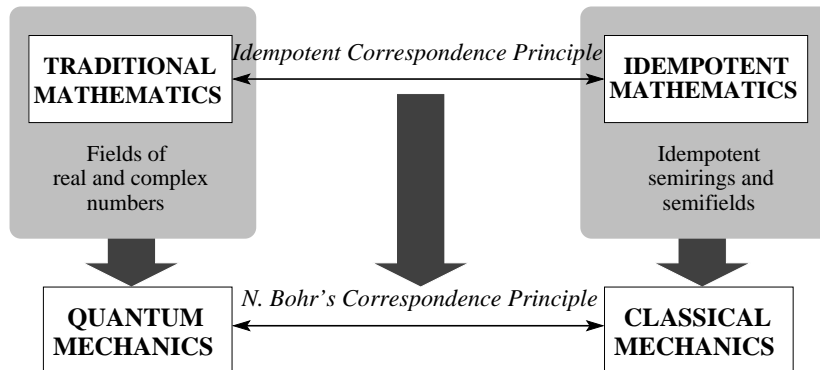 Idempotent Correspondence Principle
TRADITIONAL
MATHEMATICS
IDEMPOTENT
MATHEMATICS
Fields of
real and complex
numbers
Idempotent
semirings and
semifields
N. Bohr's Correspondence Principle
QUANTUM
MECHANICS
CLASSICAL
MECHANICS